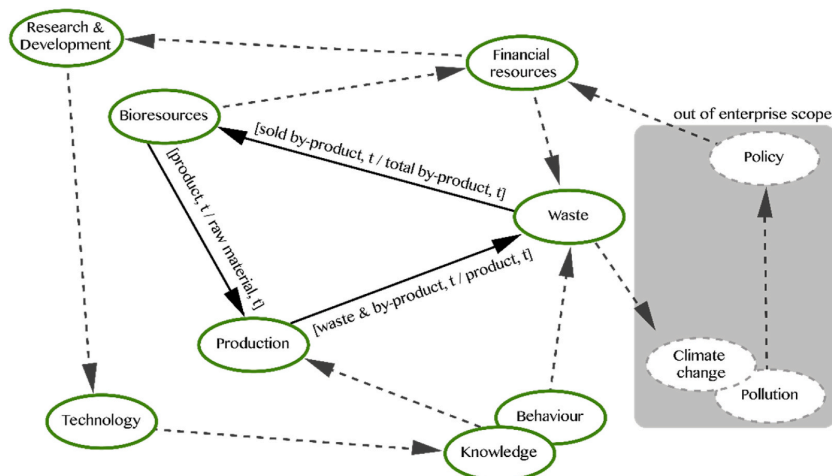 Research &
Development
Financial
resources
out of enterprise scope
Bioresources
[sold by-product, t / total by-product, t]
Policy
[product, t / raw material, t]
Waste
[waste & by-product, t / product, t]
Production
Climate
change
Pollution
Technology
Behaviour
Knowledge